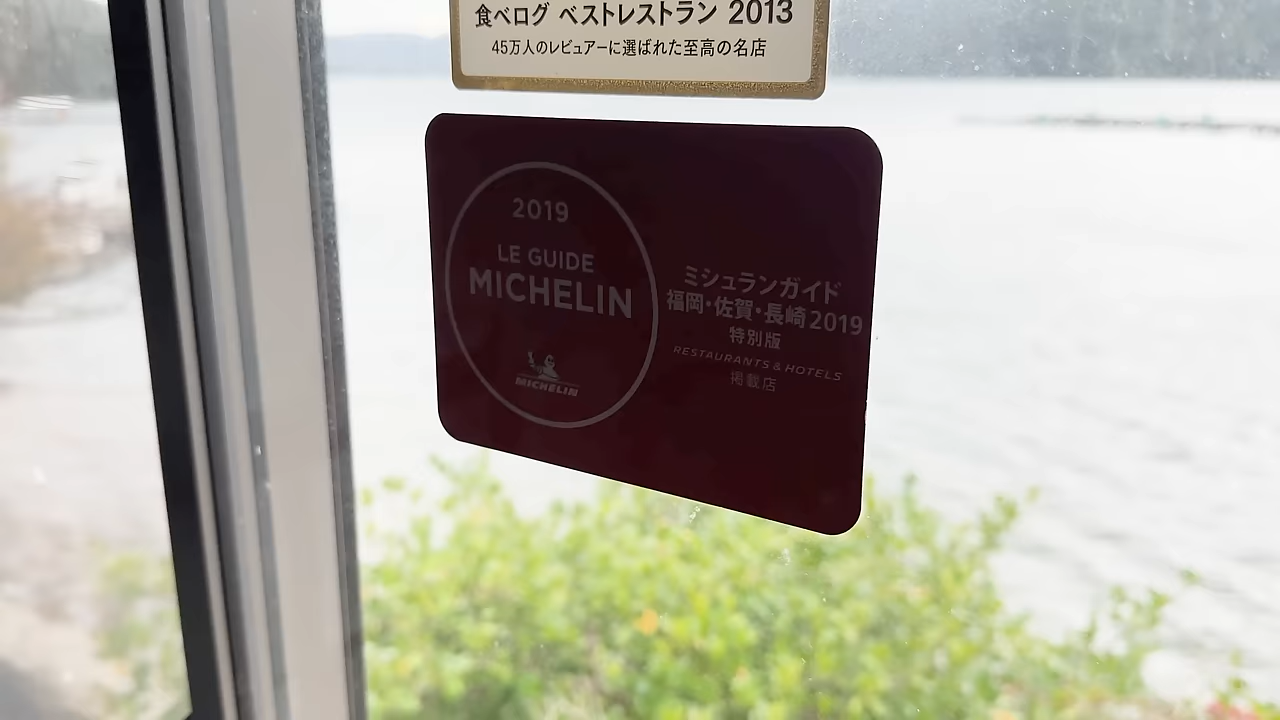 食べログ ベストレストラン 2013
45万人のレビュアーに選ばれた至高の名店
2019
LE GUIDE
MICHELIN
MICHELIN
ミシュランガイド
福岡・佐賀・長崎2019
特別版
RESTAURANTS & HOTELS
掲載店